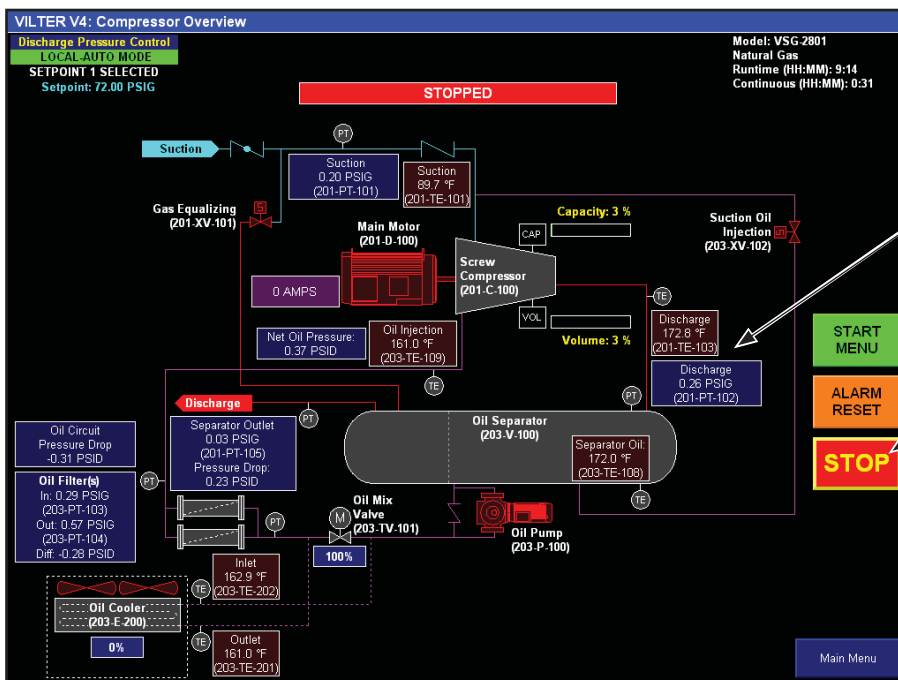 VILTER V4: Compressor Overview
Discharge Pressure Control
LOCAL-AUTO MODE
SETPOINT 1 SELECTED
Setpoint: 72.00 PSIG
Model: VSG-2801
Natural Gas
Runtime (HH:MM): 9:14
Continuous (HH:MM): 0:31
STOPPED
PT
Suction
Suction
0.20 PSIG
(201-PT-101)
Suction
89.7 °F
(201-TE-101)
Gas Equalizing
(201-XV-101)
S
Main Motor
(201-D-100)
Capacity: 3 %
CAP
Suction Oil
Injection
(203-XV-102)
S
Screw
Compressor
(201-C-100)
0 AMPS
TE
VOL
Volume: 3 %
Net Oil Pressure:
0.37 PSID
Oil Injection
161.0 °F
(203-TE-109)
TE
Discharge
172.8 °F
(201-TE-103)
Discharge
0.26 PSIG
(201-PT-102)
START
MENU
ALARM
RESET
STOP
Discharge
PT
PT
Oil Separator
(203-V-100)
Separator Outlet
0.03 PSIG
(201-PT-105)
Pressure Drop:
0.23 PSID
Separator Oil:
172.0 °F
(203-TE-108)
TE
Oil Circuit
Pressure Drop
-0.31 PSID
Oil Filter(s)
In: 0.29 PSIG
(203-PT-103)
Out: 0.57 PSIG
(203-PT-104)
Diff: -0.28 PSID
PT
PT
M
Oil Mix
Valve
(203-TV-101)
100%
Oil Pump
(203-P-100)
Inlet
162.9 °F
(203-TE-202)
TE
Oil Cooler
(203-E-200)
0%
TE
Outlet
161.0 °F
(203-TE-201)
Main Menu